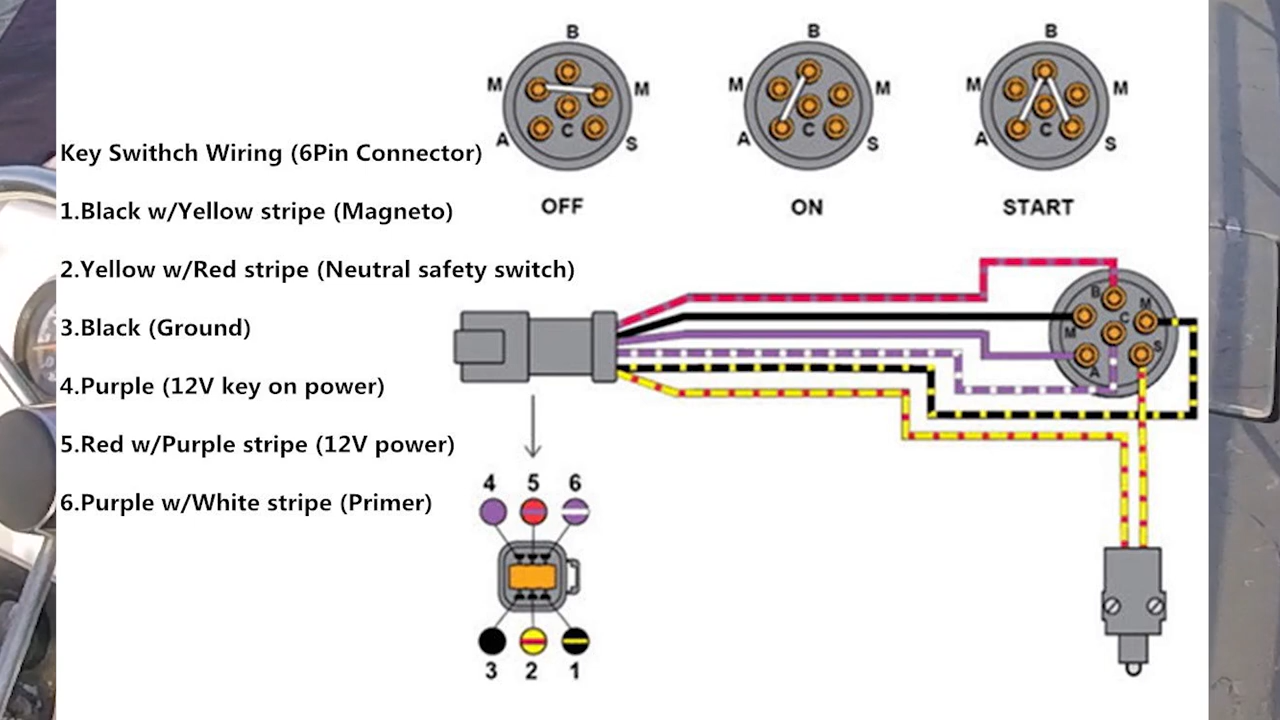 B
M
M
A
C
S
OFF
B
M
M
A
C
S
ON
B
M
M
A
C
S
START
Key Swithch Wiring (6Pin Connector)
1.Black w/Yellow stripe (Magneto)
2.Yellow w/Red stripe (Neutral safety switch)
3.Black (Ground)
4.Purple (12V key on power)
5.Red w/Purple stripe (12V power)
6.Purple w/White stripe (Primer)
B
M
C
M
S
A
4 5 6
3 2 1